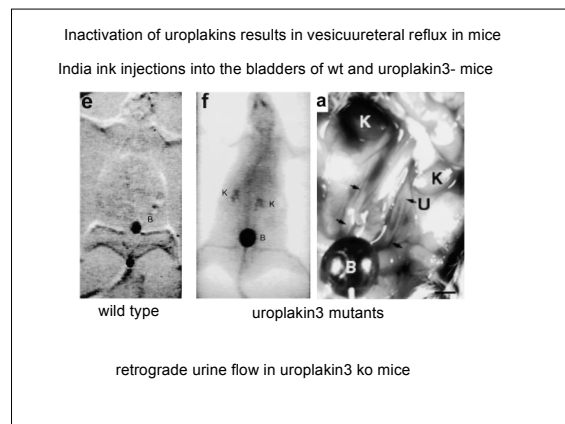 Inactivation of uroplakins results in vesicuureteral reflux in mice
India ink injections into the bladders of wt and uroplakin3- mice
e f a
K
K K K
U
B
B B
wild type uroplakin3 mutants
retrograde urine flow in uroplakin3 ko mice